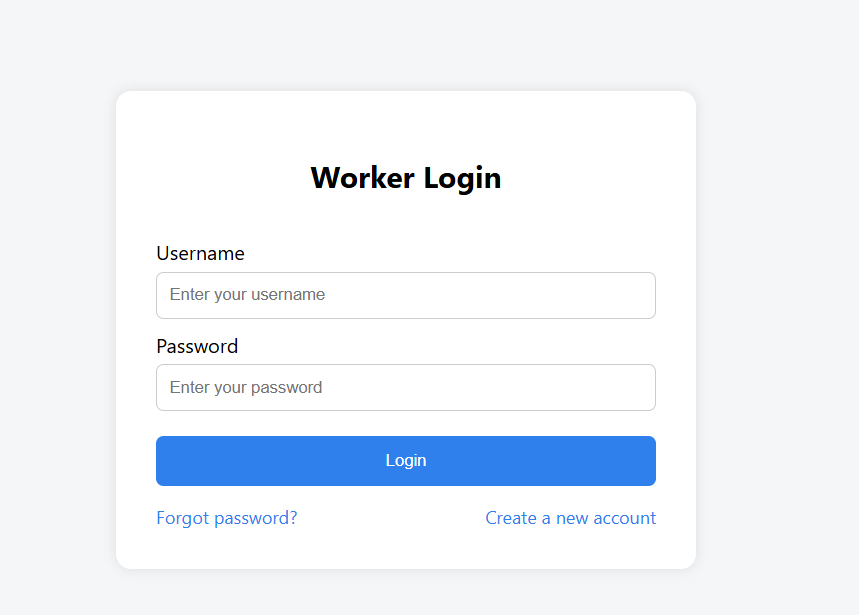 Worker Login
Username
Enter your username
Password
Enter your password
Login
Forgot password? Create a new account